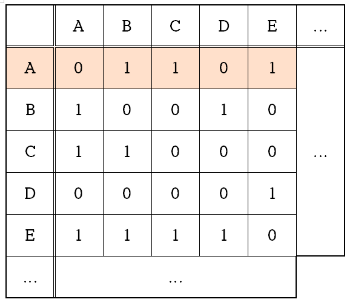 A B C D E ...
A 0 1 1 0 1
B 1 0 0 1 0
C 1 1 0 0 0 ...
D 0 0 0 0 1
E 1 1 1 1 0
... ...